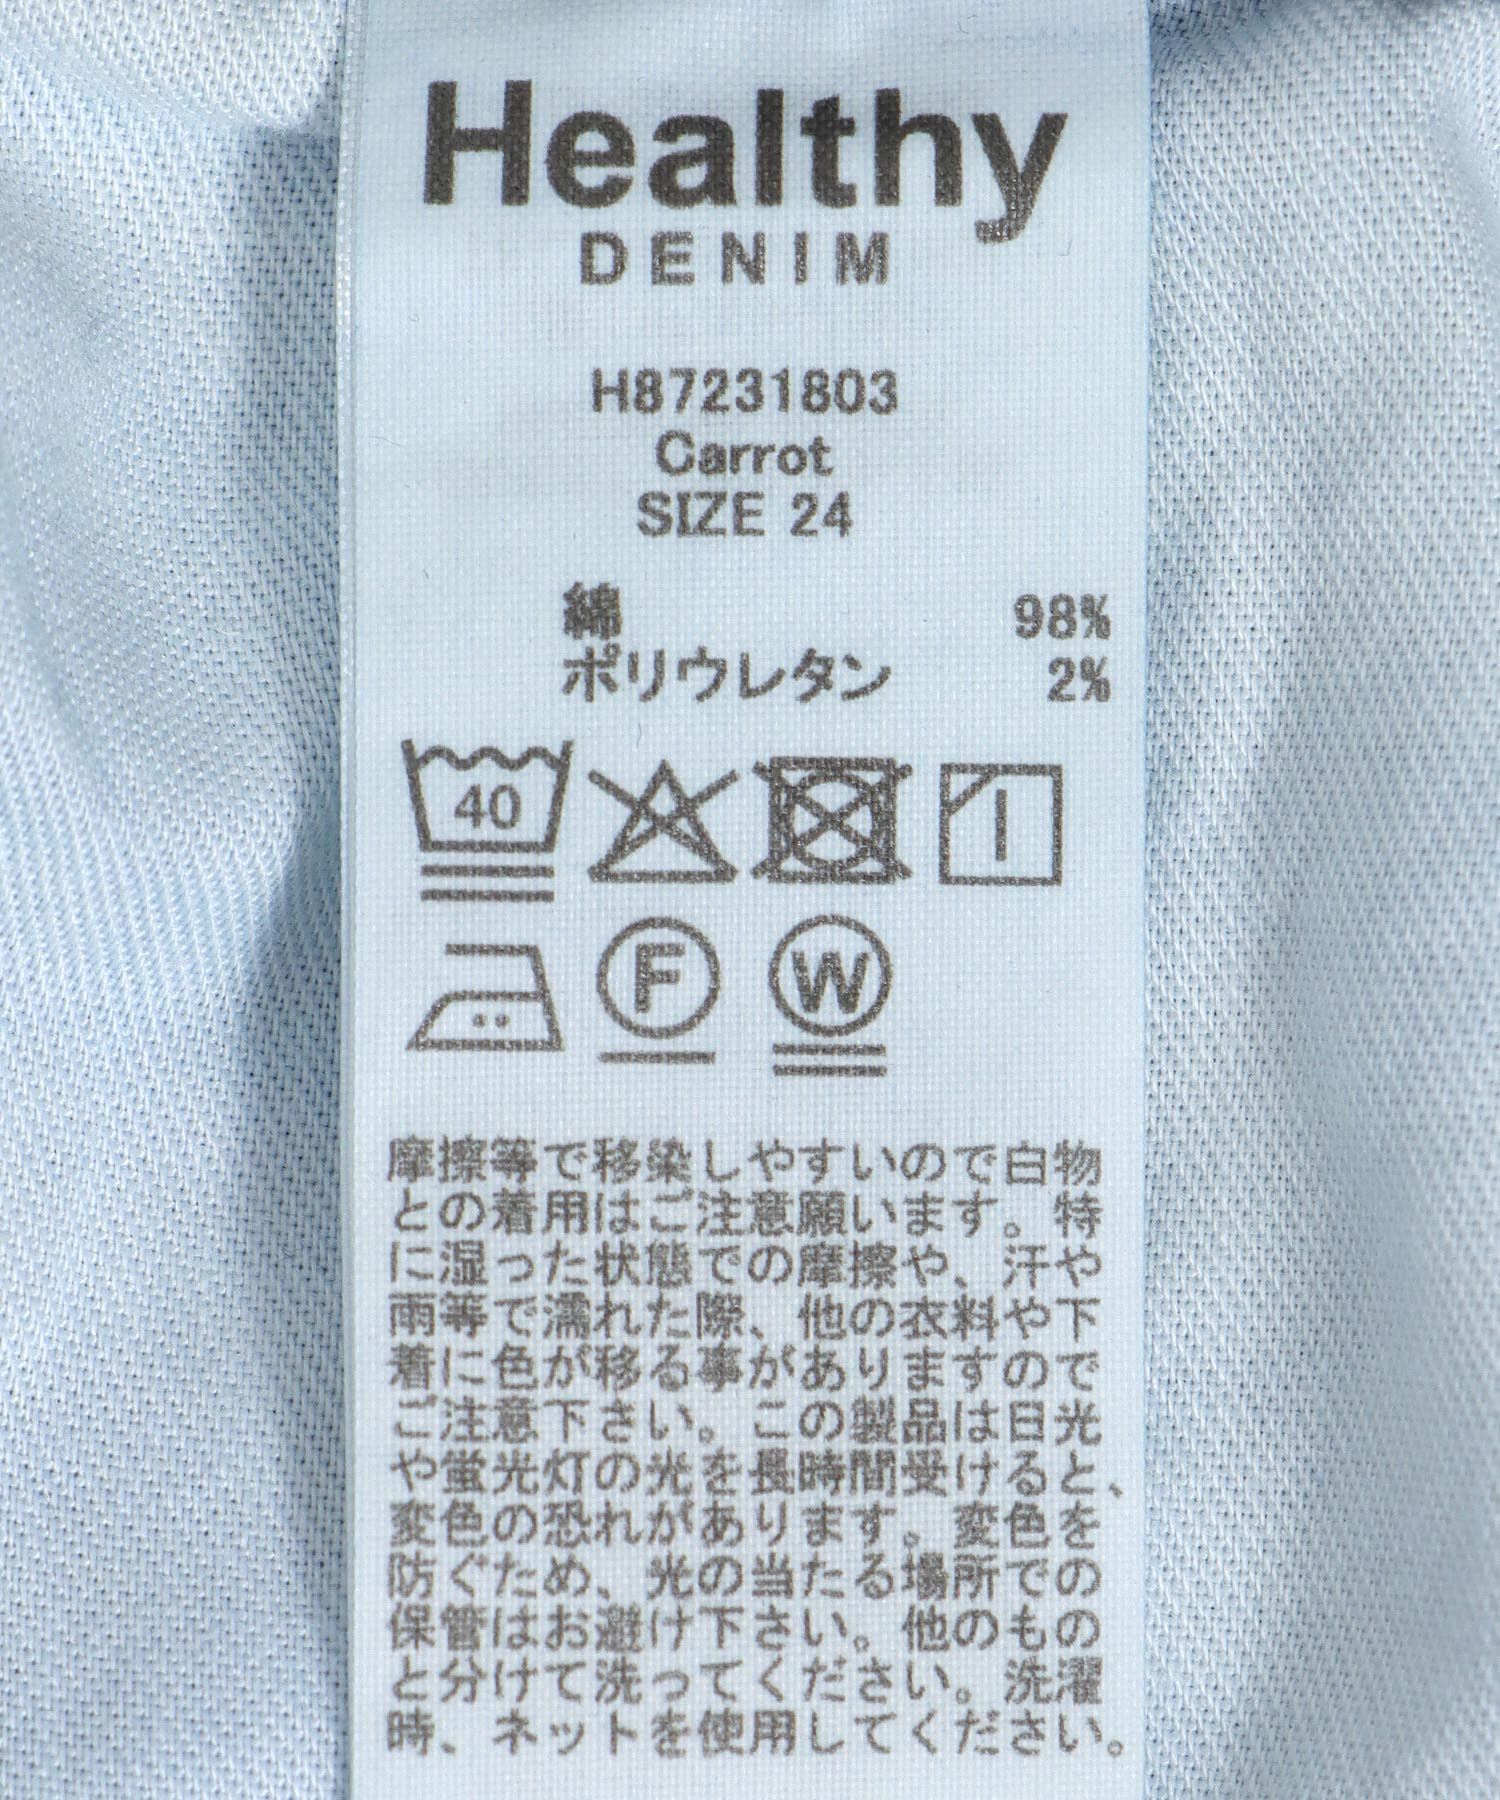 Healthy
DENIM
H87231803
Carrot
SIZE 24
綿 98%
ポリウレタン 2%
40
F
W
摩擦等で移染しやすいので白物
との着用はご注意願います。特
に湿った状態での摩擦や、汗や
雨等で濡れた際、他の衣料や下
着に色が移る事がありますので
ご注意下さい。この製品は日光
や蛍光灯の光を長時間受けると、
変色の恐れがあります。変色を
防ぐため、光の当たる場所での
保管はお避け下さい。他のもの
と分けて洗ってください。洗濯
時、ネットを使用してください。